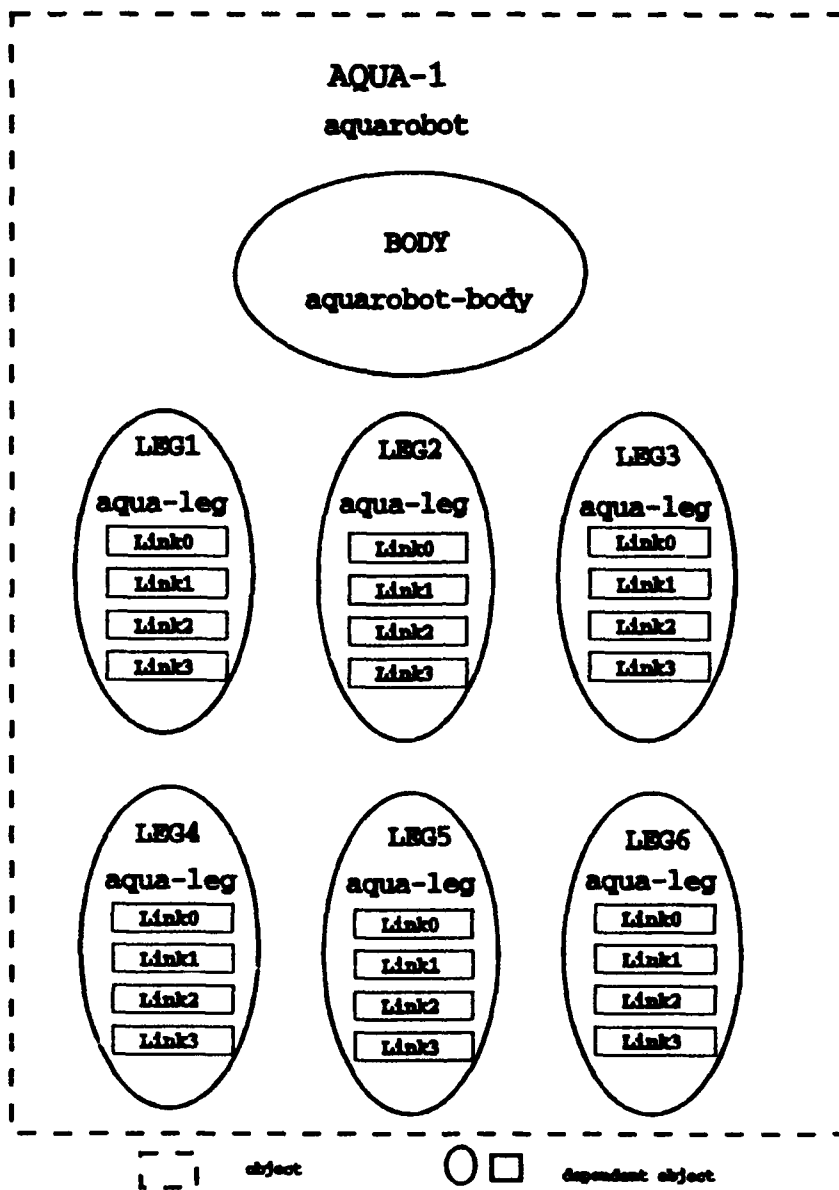 AQUA-1
aquarobot
BODY
aquarobot-body
LEG1
aqua-leg
Link0
Link1
Link2
Link3
LEG2
aqua-leg
Link0
Link1
Link2
Link3
LEG3
aqua-leg
Link0
Link1
Link2
Link3
LEG4
aqua-leg
Link0
Link1
Link2
Link3
LEG5
aqua-leg
Link0
Link1
Link2
Link3
LEG6
aqua-leg
Link0
Link1
Link2
Link3
object
dependent object